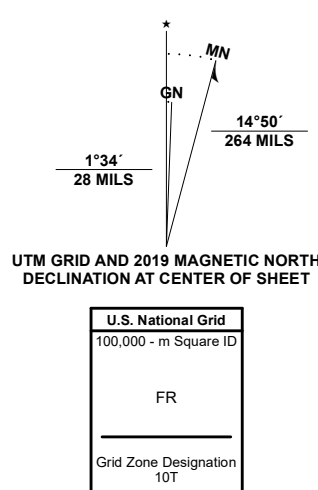 ★
MN
GN
14°50´
264 MILS
1°34´
28 MILS
UTM GRID AND 2019 MAGNETIC NORTH
DECLINATION AT CENTER OF SHEET
U.S. National Grid
100,000 - m Square ID
FR
Grid Zone Designation
10T